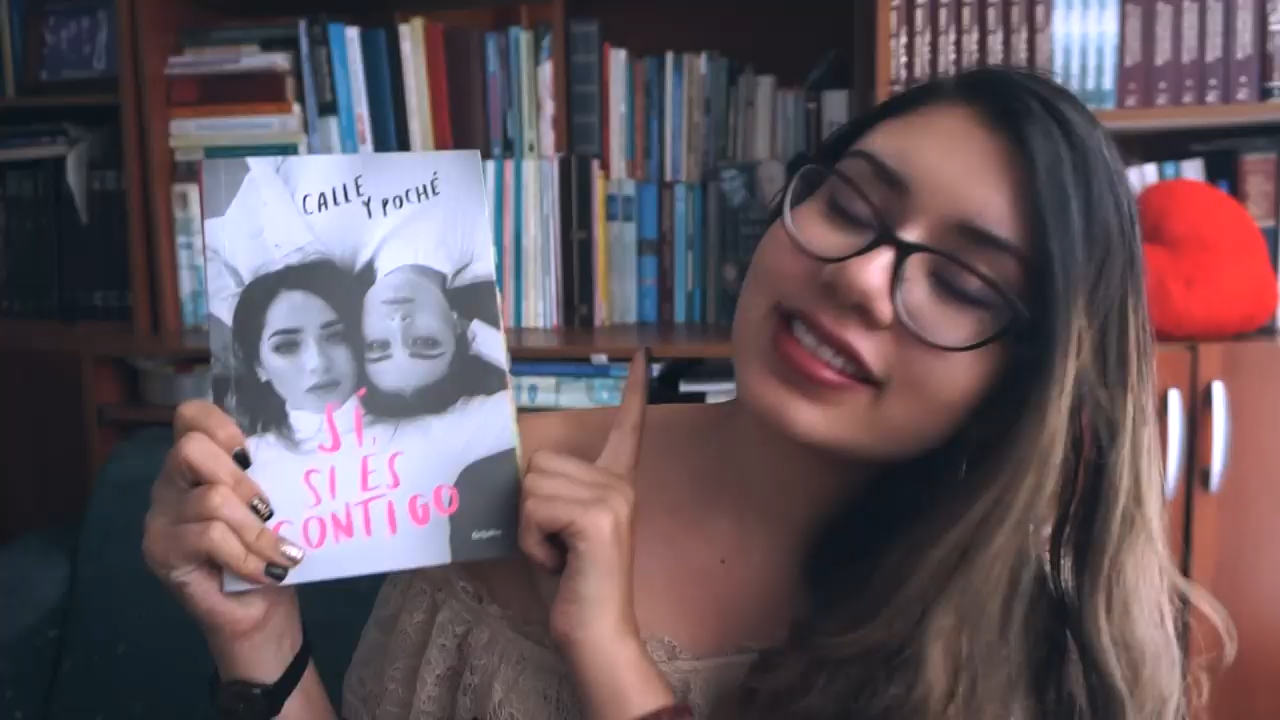 CALLE
Y POCHÉ
SÍ,
SI ES
CONTIGO